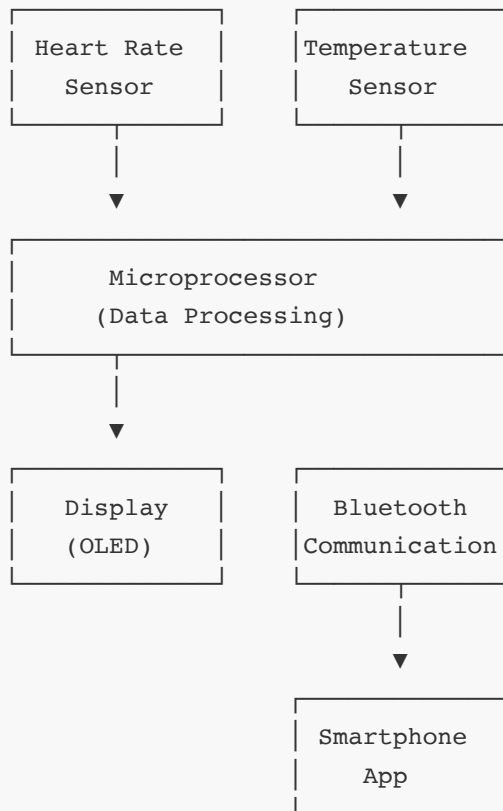 Heart Rate
Sensor
Temperature
Sensor
Microprocessor
(Data Processing)
Display
(OLED)
Bluetooth
Communication
Smartphone
App